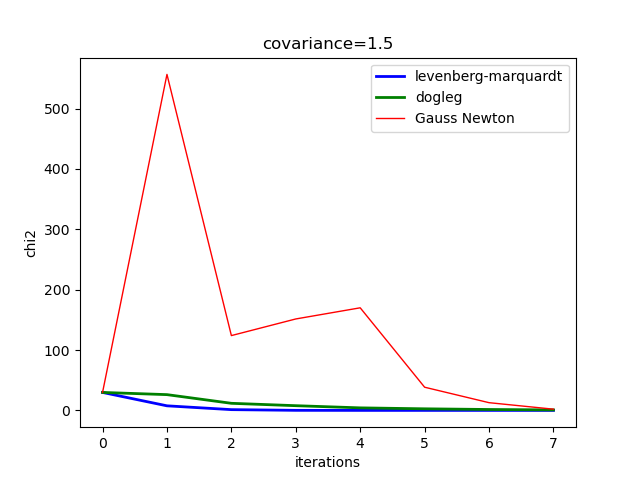 covariance=1.5
levenberg-marquardt
dogleg
Gauss Newton
chi2
500
400
300
200
100
0
0 1 2 3 4 5 6 7
iterations